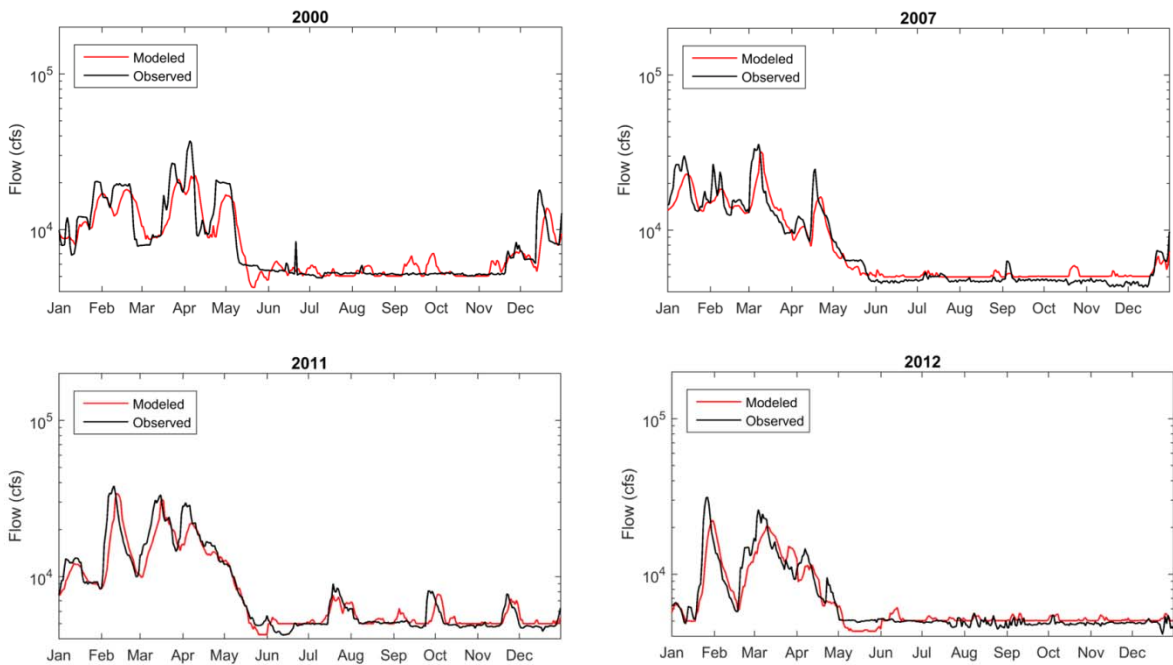 2000
Modeled
Observed
10^5
10^4
Flow (cfs)
Jan Feb Mar Apr May Jun Jul Aug Sep Oct Nov Dec
2007
Modeled
Observed
10^5
10^4
Flow (cfs)
Jan Feb Mar Apr May Jun Jul Aug Sep Oct Nov Dec
2011
Modeled
Observed
10^5
10^4
Flow (cfs)
Jan Feb Mar Apr May Jun Jul Aug Sep Oct Nov Dec
2012
Modeled
Observed
10^5
10^4
Flow (cfs)
Jan Feb Mar Apr May Jun Jul Aug Sep Oct Nov Dec